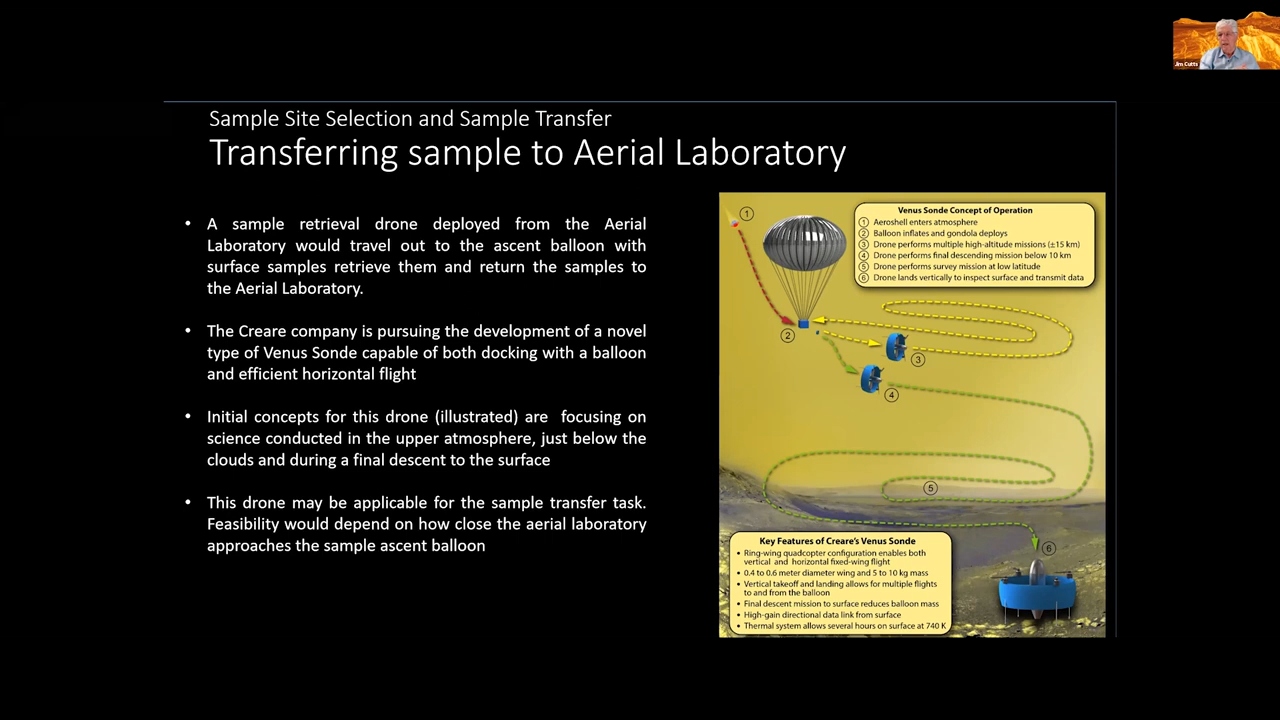 Jim Cutts
Sample Site Selection and Sample Transfer
Transferring sample to Aerial Laboratory
• A sample retrieval drone deployed from the Aerial
Laboratory would travel out to the ascent balloon with
surface samples retrieve them and return the samples to
the Aerial Laboratory.
• The Creare company is pursuing the development of a novel
type of Venus Sonde capable of both docking with a balloon
and efficient horizontal flight
• Initial concepts for this drone (illustrated) are focusing on
science conducted in the upper atmosphere, just below the
clouds and during a final descent to the surface
• This drone may be applicable for the sample transfer task.
Feasibility would depend on how close the aerial laboratory
approaches the sample ascent balloon
Venus Sonde Concept of Operation
1 Aeroshell enters atmosphere
2 Balloon inflates and gondola deploys
3 Drone performs multiple high-altitude missions (±15 km)
4 Drone performs final descending mission below 10 km
5 Drone performs survey mission at low latitude
6 Drone lands vertically to inspect surface and transmit data
1
2
3
4
5
6
Key Features of Creare's Venus Sonde
• Ring-wing quadcopter configuration enables both
vertical and horizontal fixed-wing flight
• 0.4 to 0.6 meter diameter wing and 5 to 10 kg mass
• Vertical takeoff and landing allows for multiple flights
to and from the balloon
• Final descent mission to surface reduces balloon mass
• High-gain directional data link from surface
• Thermal system allows several hours on surface at 740 K